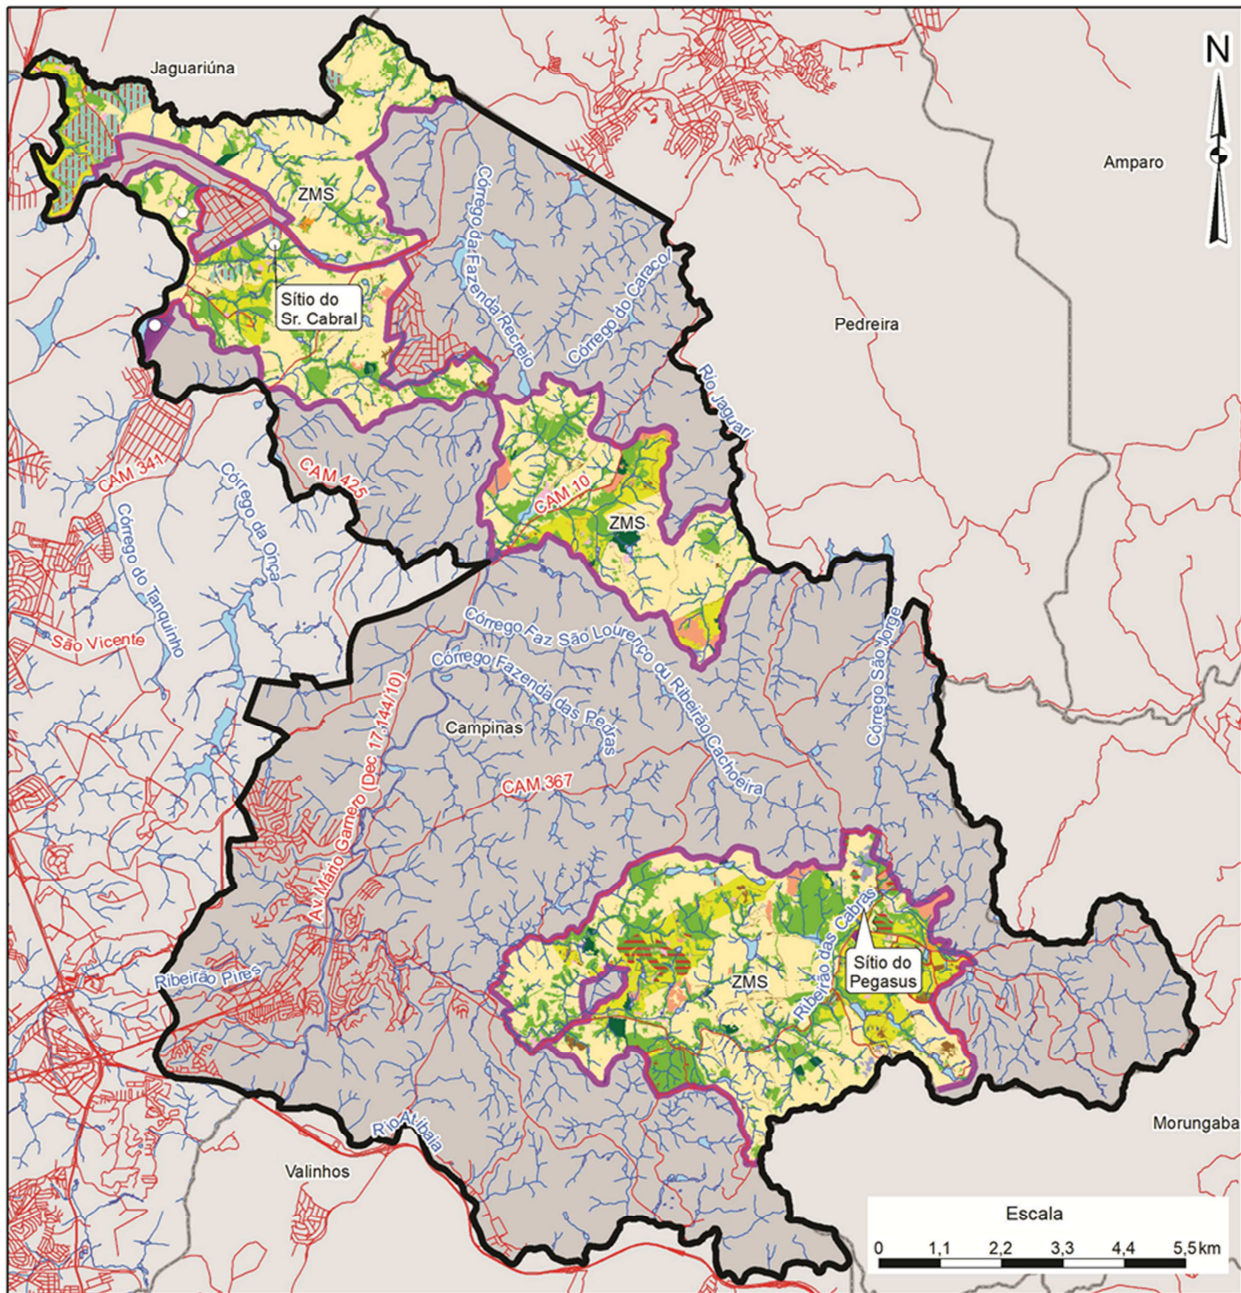 N
Jaguariúna
Amparo
ZMS
Córrego da Fazenda Recreio
Córrego do Caracol
Sítio do
Sr. Cabral
Pedreira
Rio Jaguari
CAM 341
CAM 425
CAM 10
Córrego da Onça
Córrego do Tanquinho
ZMS
São Vicente
Córrego Faz São Lourenço ou Ribeirão Cachoeira
Córrego Fazenda das Pedras
Córrego São Jorge
Campinas
Av Mário Garnero (Dec 17.144/10)
CAM 367
Ribeirão das Cabras
Sítio do
Pegasus
ZMS
Ribeirão Pires
Rio Atibaia
Valinhos
Morungaba
Escala
0 1,1 2,2 3,3 4,4 5,5 km